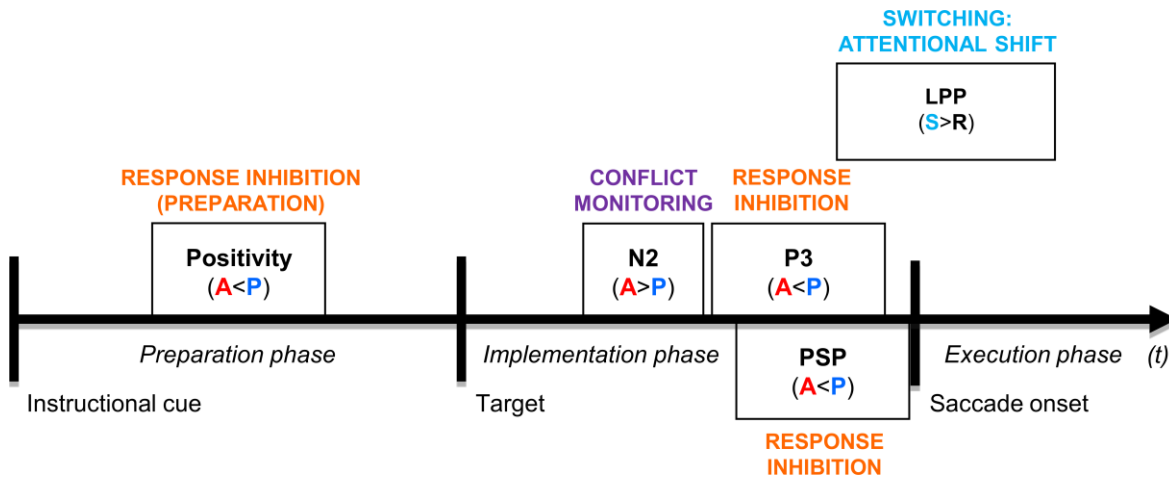 SWITCHING:
ATTENTIONAL SHIFT
LPP
(S>R)
RESPONSE INHIBITION
(PREPARATION)
CONFLICT
MONITORING
RESPONSE
INHIBITION
Positivity
(A<P)
N2
(A>P)
P3
(A<P)
Preparation phase
Implementation phase
PSP
(A<P)
Execution phase
(t)
Instructional cue
Target
Saccade onset
RESPONSE
INHIBITION